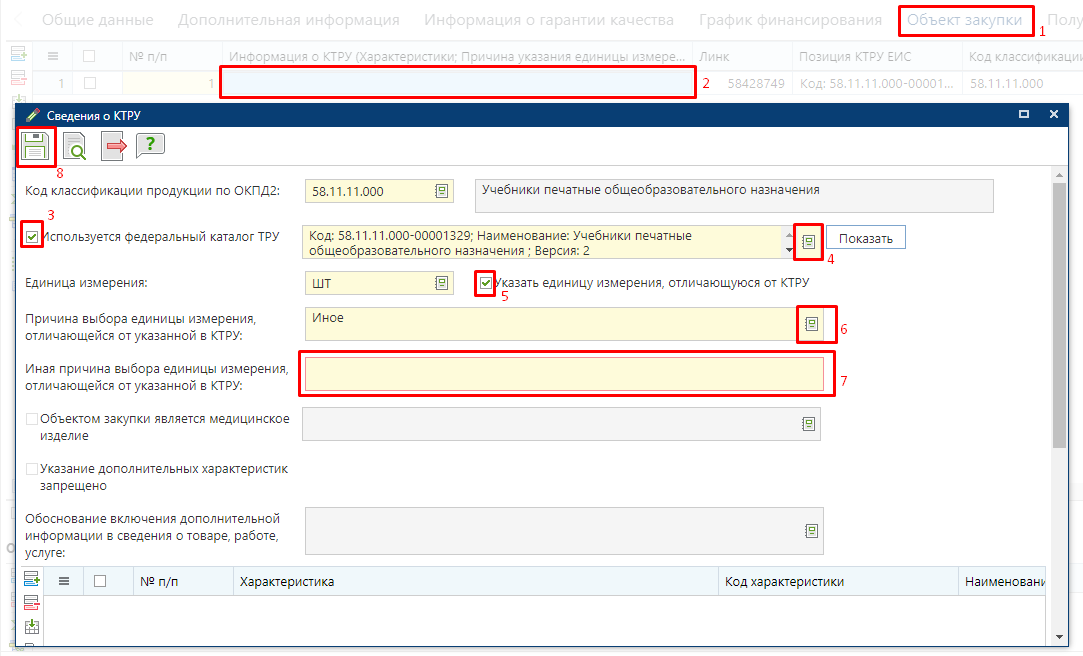 Общие данные Дополнительная информация Информация о гарантии качества График финансирования Объект закупки Полу
1
№ п/п Информация о КТРУ (Характеристики; Причина указания единицы измере... Линк Позиция КТРУ ЕИС Код классификации
1 1 2 58428749 Код: 58.11.11.000-00001... 58.11.11.000
Сведения о КТРУ
8
Код классификации продукции по ОКПД2: 58.11.11.000 Учебники печатные общеобразовательного назначения
3
Используется федеральный каталог ТРУ Код: 58.11.11.000-00001329; Наименование: Учебники печатные
общеобразовательного назначения ; Версия: 2 Показать
4
Единица измерения: ШТ Указать единицу измерения, отличающуюся от КТРУ
5
Причина выбора единицы измерения,
отличающейся от указанной в КТРУ: Иное 6
Иная причина выбора единицы измерения,
отличающейся от указанной в КТРУ: 7
Объектом закупки является медицинское
изделие
Указание дополнительных характеристик
запрещено
Обоснование включения дополнительной
информации в сведения о товаре, работе,
услуге:
№ п/п Характеристика Код характеристики Наименовани